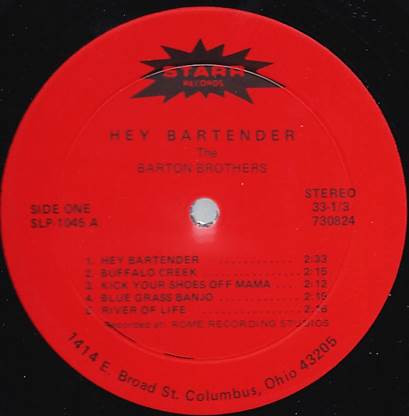 STARR
RECORDS
HEY BARTENDER
The
BARTON BROTHERS
SIDE ONE
SLP-1045 A
STEREO
33-1/3
730824
1. HEY BARTENDER ............ 2:33
2. BUFFALO CREEK ............ 2:15
3. KICK YOUR SHOES OFF MAMA ... 2:12
4. BLUE GRASS BANJO .......... 2:19
5. RIVER OF LIFE
Recorded at: ROME RECORDING STUDIOS
1414 E. Broad St. Columbus, Ohio 43205